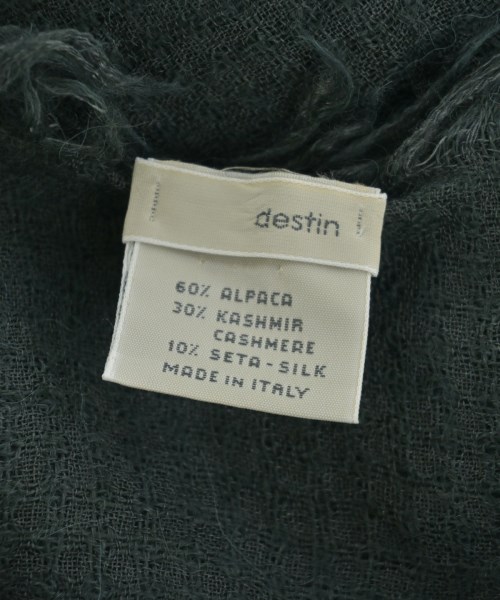 destin
60% ALPACA
30% KASHMIR
CASHMERE
10% SETA-SILK
MADE IN ITALY